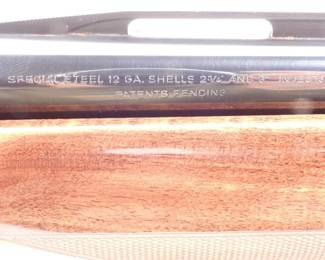 SPECIAL STEEL 12 GA. SHELLS 2¾" AND 3"
PATENTS PENDING